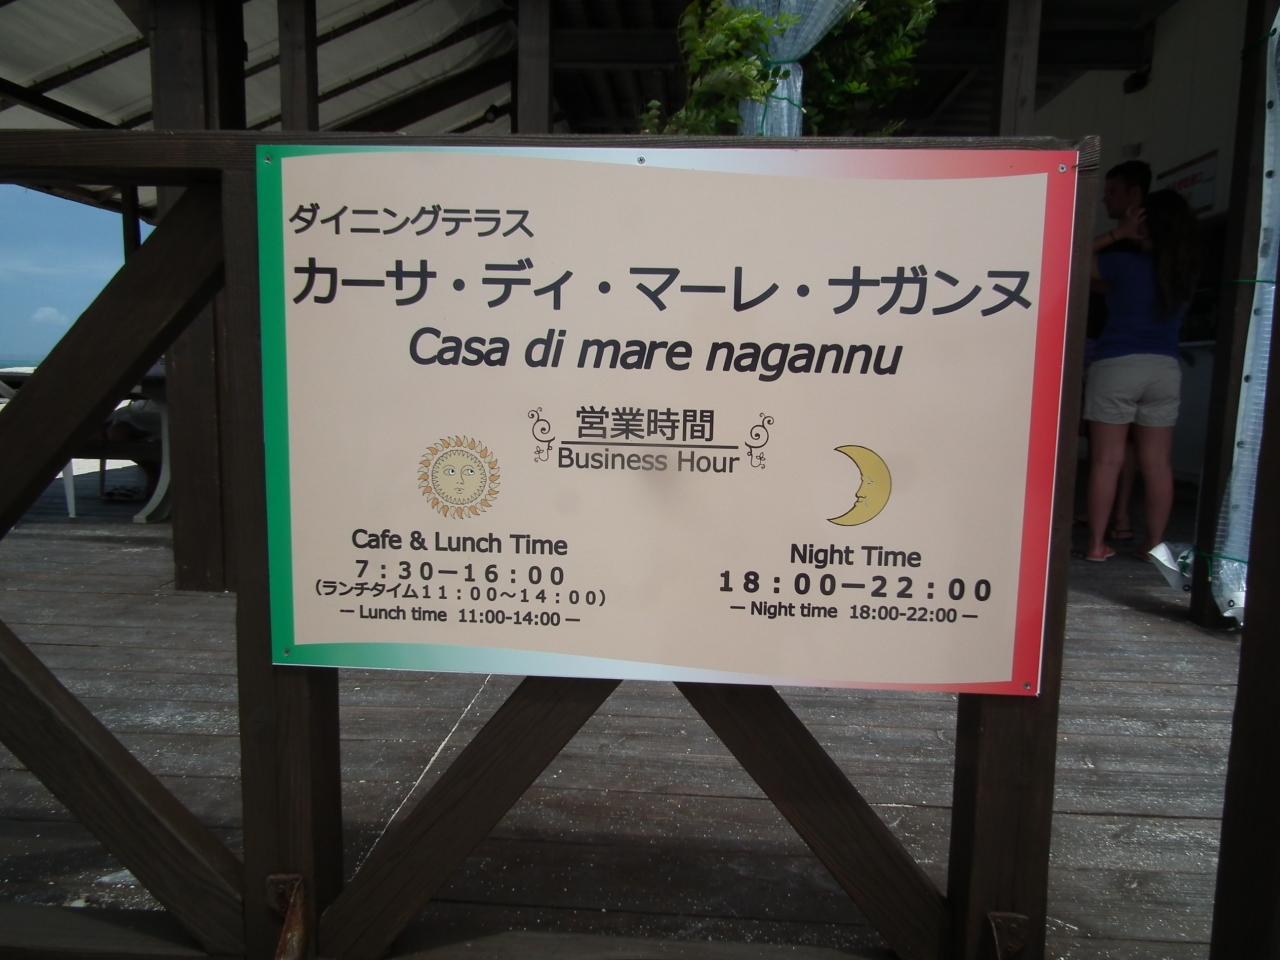 ダイニングテラス
カーサ・ディ・マーレ・ナガンヌ
Casa di mare nagannu
営業時間
Business Hour
Cafe & Lunch Time
7：30－16：00
（ランチタイム11：00～14：00）
－ Lunch time 11:00-14:00 －
Night Time
18：00－22：00
－ Night time 18:00-22:00 －